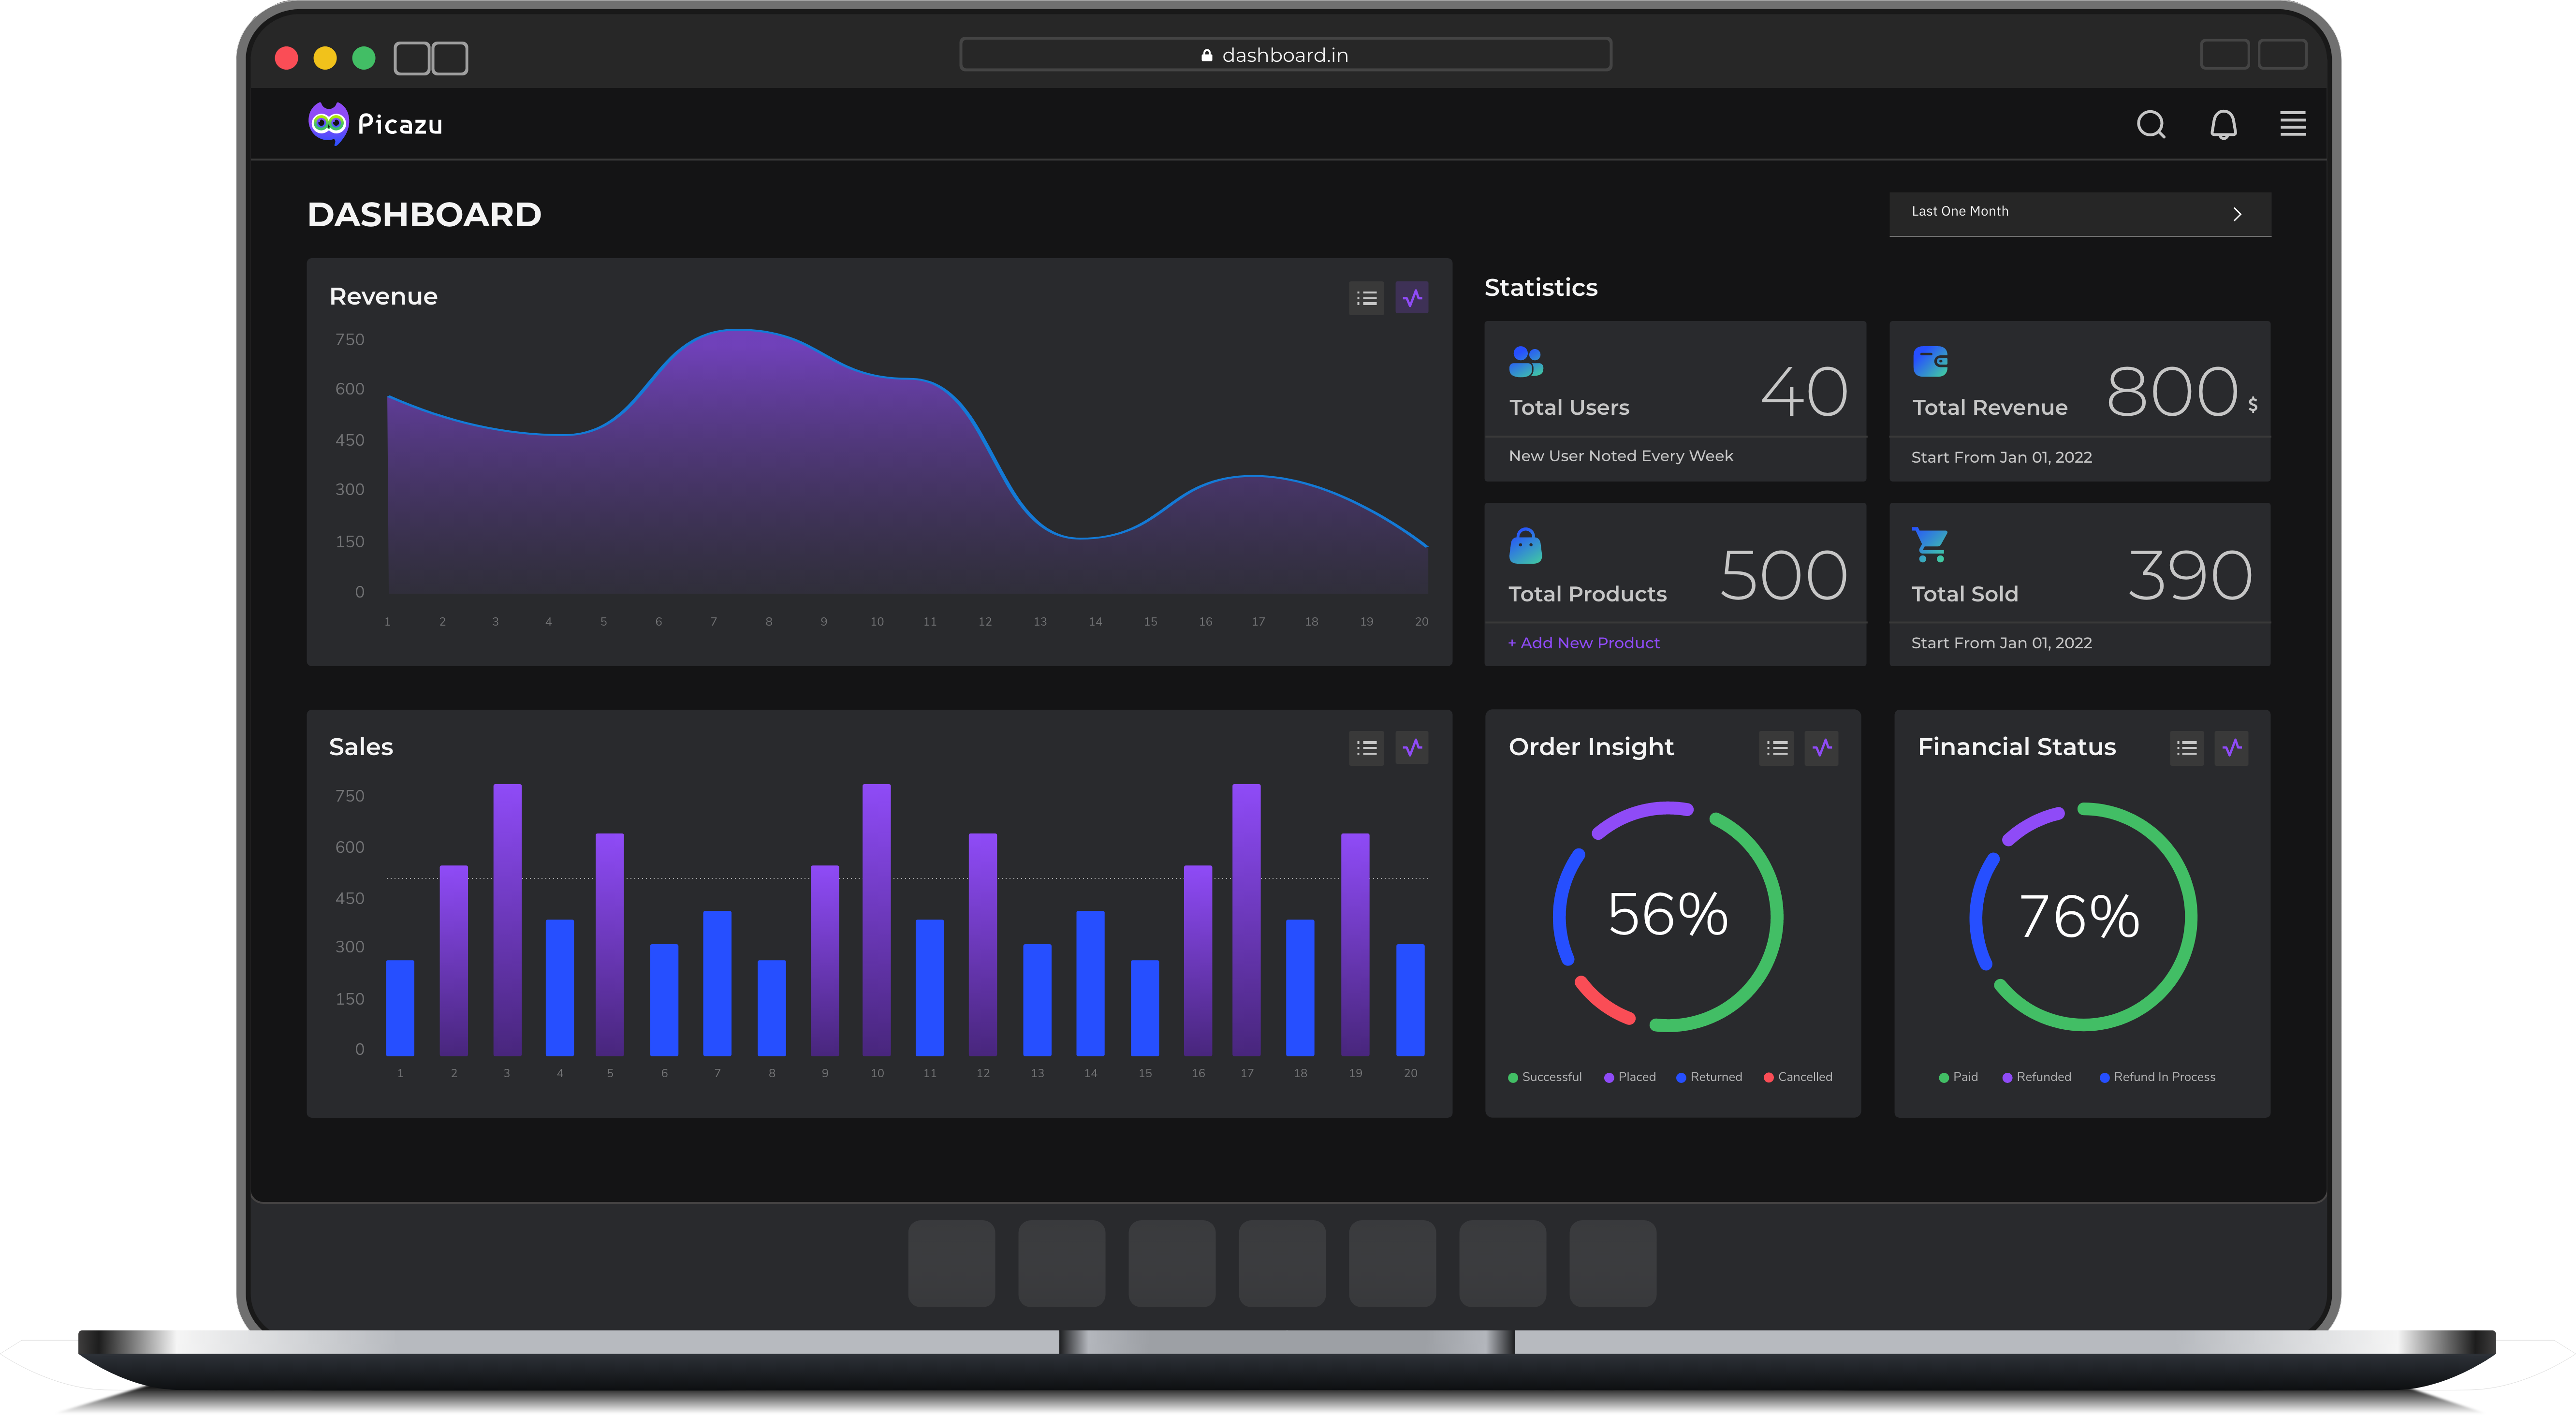 dashboard.in
Picazu
DASHBOARD
Last One Month
Revenue
750
600
450
300
150
0
1 2 3 4 5 6 7 8 9 10 11 12 13 14 15 16 17 18 19 20
Statistics
Total Users 40
New User Noted Every Week
Total Revenue 800 $
Start From Jan 01, 2022
Total Products 500
+ Add New Product
Total Sold 390
Start From Jan 01, 2022
Sales
750
600
450
300
150
0
1 2 3 4 5 6 7 8 9 10 11 12 13 14 15 16 17 18 19 20
Order Insight
56%
Successful Placed Returned Cancelled
Financial Status
76%
Paid Refunded Refund In Process